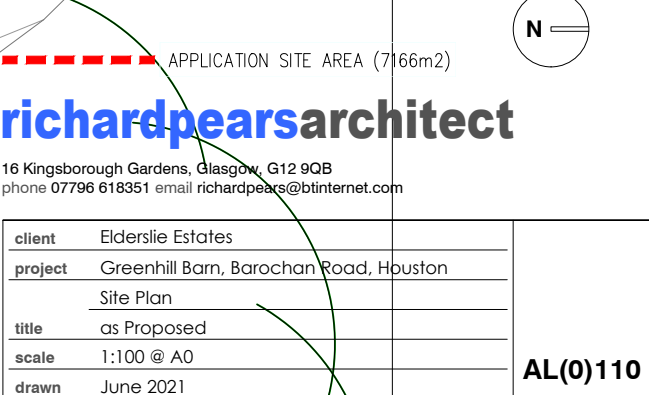 N
APPLICATION SITE AREA (7166m2)
richardpearsarchitect
16 Kingsborough Gardens, Glasgow, G12 9QB
phone 07796 618351 email richardpears@btinternet.com
client Elderslie Estates
project Greenhill Barn, Barochan Road, Houston
Site Plan
title as Proposed
scale 1:100 @ A0
AL(0)110
drawn June 2021